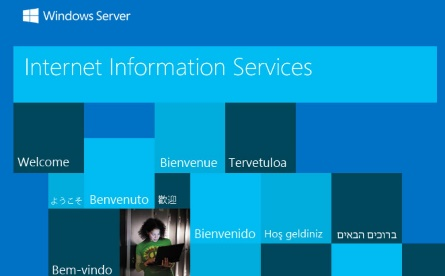 Windows Server
Internet Information Services
Welcome
Bienvenue
Tervetuloa
ようこそ
Benvenuto
歡迎
Bienvenido
Hoş geldiniz
ברוכים הבאים
Bem-vindo